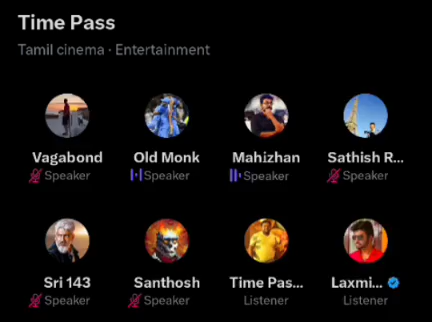 Time Pass
Tamil cinema · Entertainment
Vagabond Old Monk Mahizhan Sathish R...
Speaker Speaker Speaker Speaker
Sri 143 Santhosh Time Pas... Laxmi...
Speaker Speaker Listener Listener